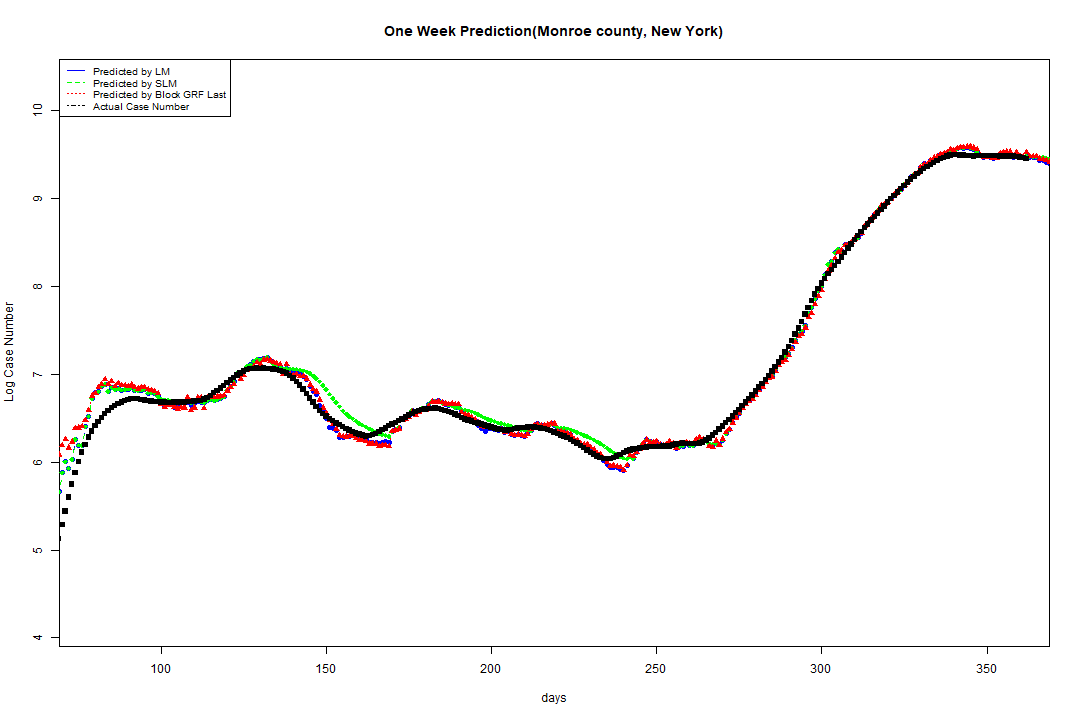 One Week Prediction(Monroe county, New York)
Predicted by LM
Predicted by SLM
Predicted by Block GRF Last
Actual Case Number
10
9
8
7
6
5
4
Log Case Number
100 150 200 250 300 350
days